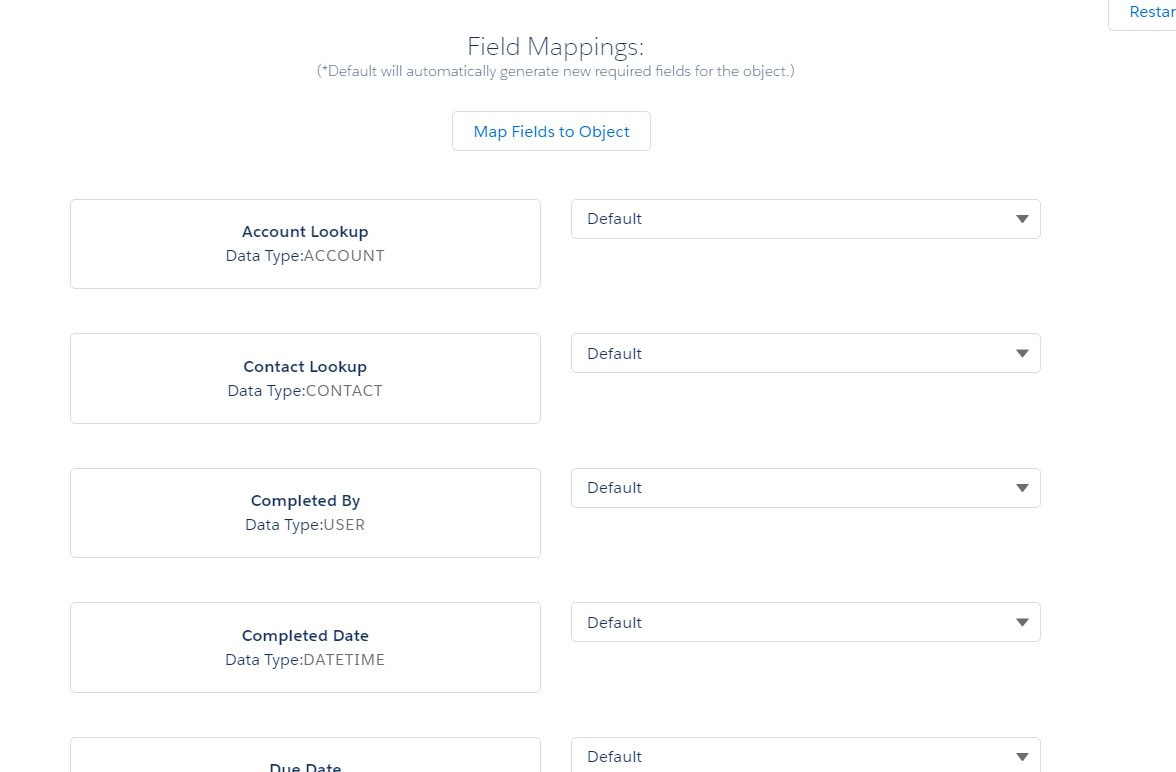 Restar
Field Mappings:
(*Default will automatically generate new required fields for the object.)
Map Fields to Object
Account Lookup
Data Type:ACCOUNT
Default
Contact Lookup
Data Type:CONTACT
Default
Completed By
Data Type:USER
Default
Completed Date
Data Type:DATETIME
Default
Due Date
Default